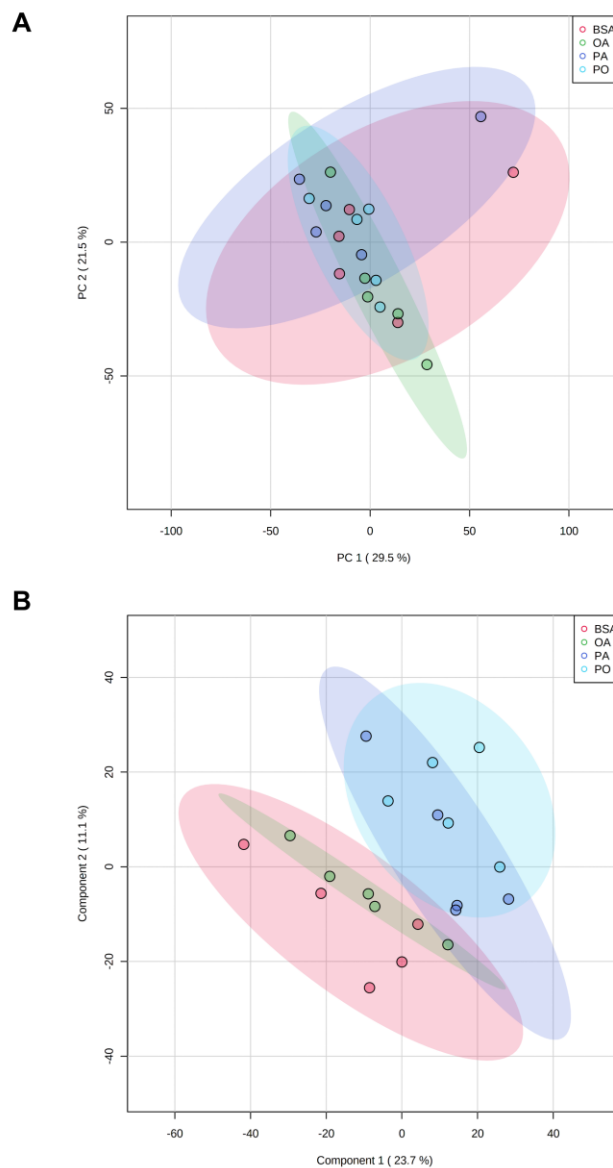 A
BSA
OA
PA
PO
50
0
-50
PC 2 ( 21.5 %)
-100
-50
0
50
100
PC 1 ( 29.5 %)
B
BSA
OA
PA
PO
40
20
0
-20
-40
Component 2 ( 11.1 %)
-60
-40
-20
0
20
40
Component 1 ( 23.7 %)